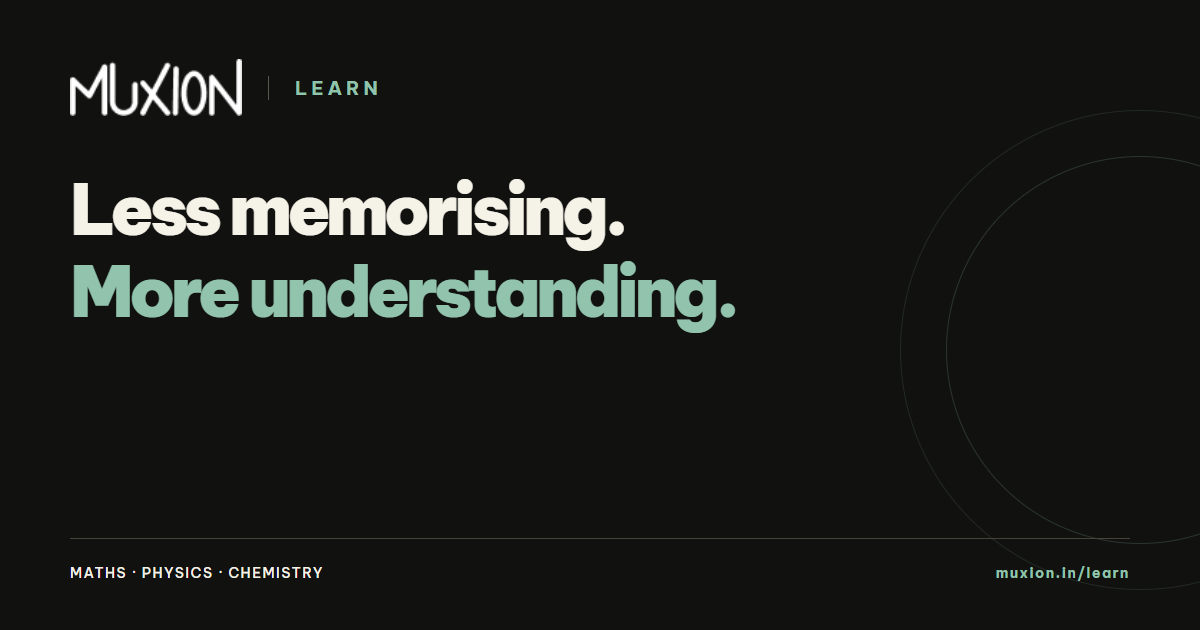 MUXION | LEARN
Less memorising.
More understanding.
MATHS · PHYSICS · CHEMISTRY
muxion.in/learn